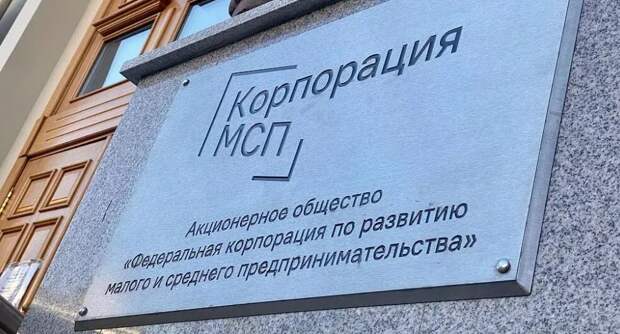 Корпорация
МСП
Акционерное общество
«Федеральная корпорация по развитию
малого и среднего предпринимательства»